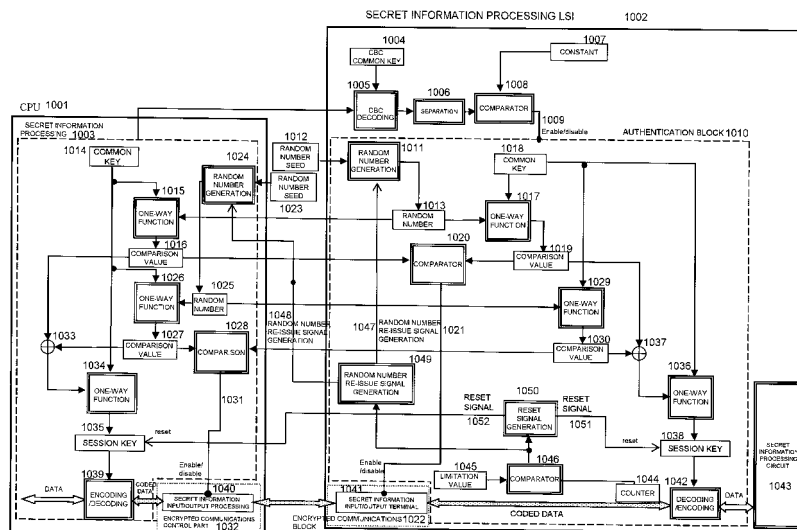 SECRET INFORMATION PROCESSING LSI 1002
1004
CBC
COMMON KEY
1007
CONSTANT
1005
CBC
DECODING
1006
SEPARATION
1008
COMPARATOR
1009
Enable/disable
CPU 1001
SECRET INFORMATION
PROCESSING 1003
1014
COMMON KEY
1024
RANDOM
NUMBER
GENERATION
1012
RANDOM
NUMBER SEED
RANDOM
NUMBER SEED
1023
1011
RANDOM
NUMBER
GENERATION
AUTHENTICATION BLOCK 1010
1018
COMMON
KEY
1015
ONE-WAY
FUNCTION
1013
RANDOM
NUMBER
1017
ONE-WAY
FUNCTION
1016
COMPARISON
VALUE
1020
COMPARATOR
1019
COMPARISON
VALUE
1026
ONE-WAY
FUNCTION
1025
RANDOM
NUMBER
1029
ONE-WAY
FUNCTION
1021
1048
RANDOM NUMBER
RE-ISSUE SIGNAL
GENERATION
1047
RANDOM NUMBER
RE-ISSUE SIGNAL
GENERATION
1033
1027
COMPARISON
VALUE
1028
COMPARISON
1030
COMPARISON
VALUE
1037
1034
ONE-WAY
FUNCTION
1031
1049
RANDOM NUMBER
RE-ISSUE SIGNAL
GENERATION
1036
ONE-WAY
FUNCTION
1035
SESSION KEY
reset
RESET
SIGNAL
1052
1050
RESET SIGNAL
GENERATION
RESET
SIGNAL
1051
reset
1038
SESSION KEY
1039
ENCODING
/DECODING
DATA
CODED
DATA
Enable/
disable
1040
SECRET INFORMATION
INPUT/OUTPUT PROCESSING
ENCRYPTED COMMUNICATIONS
CONTROL PART 1032
Enable
/disable
1041
SECRET INFORMATION
INPUT/OUTPUT TERMINAL
ENCRYPTED COMMUNICATIONS 1022
BLOCK
1045
LIMITATION
VALUE
1046
COMPARATOR
1044
COUNTER
CODED DATA
1042
DECODING
/ENCODING
DATA
SECRET
INFORMATION
PROCESSING
CIRCUIT
1043